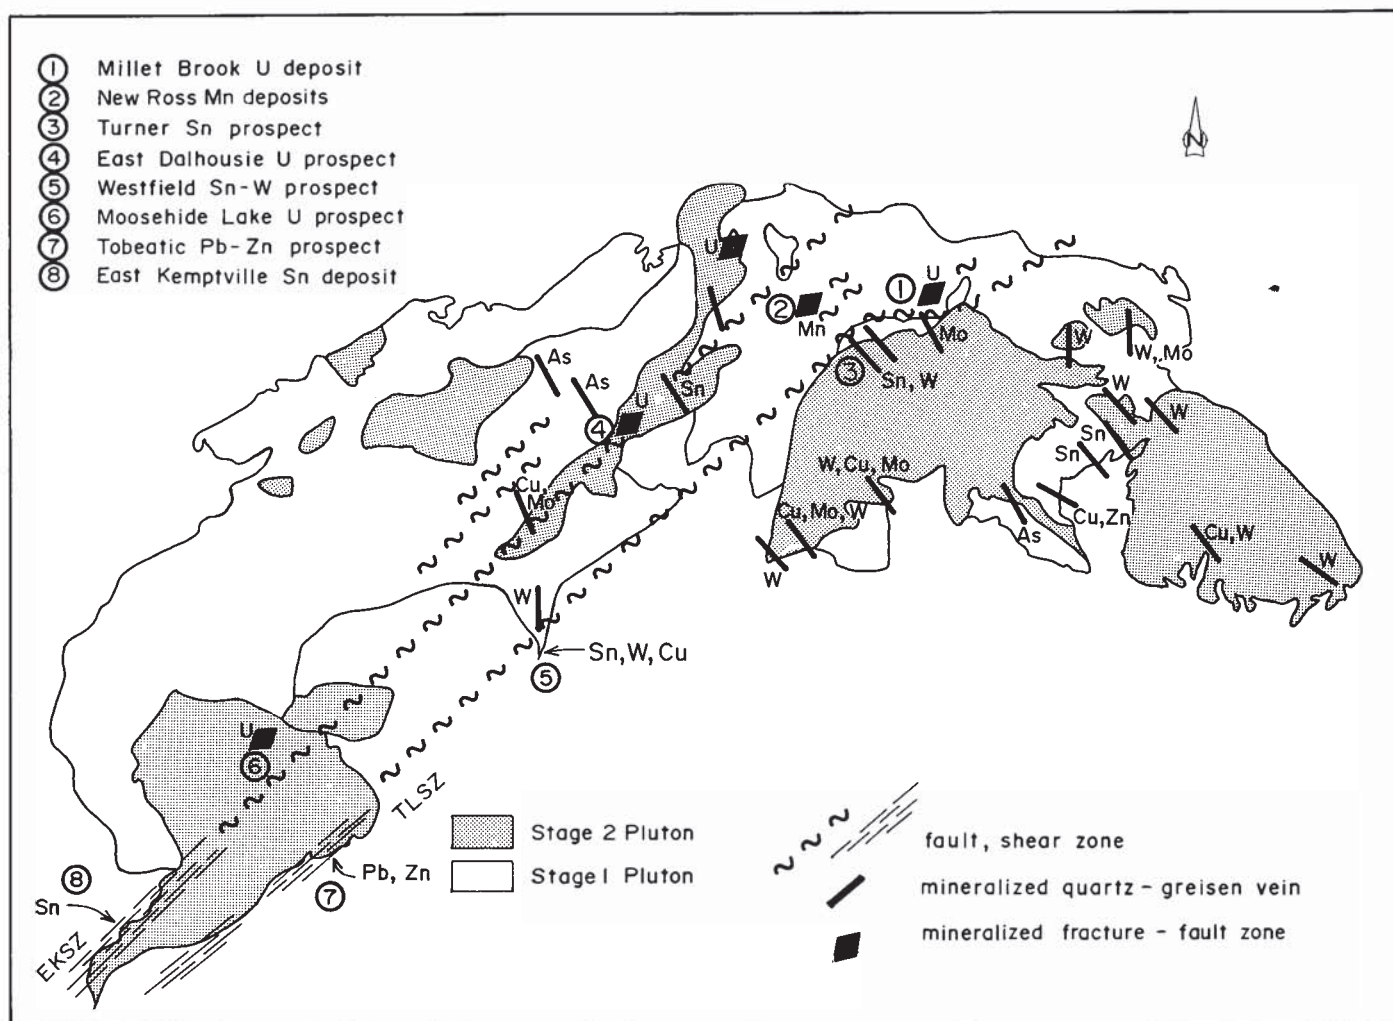 1 Millet Brook U deposit
2 New Ross Mn deposits
3 Turner Sn prospect
4 East Dalhousie U prospect
5 Westfield Sn-W prospect
6 Moosehide Lake U prospect
7 Tobeatic Pb-Zn prospect
8 East Kemptville Sn deposit
N
U
U
1
2
Mn
Mo
W
W, Mo
3
Sn, W
As
As
Sn
U
4
W
W
Sn
Sn
W, Cu, Mo
Cu,
Mo
Cu, Mo, W
As
Cu, Zn
Cu, W
W
W
W
Sn, W, Cu
5
U
6
TLSZ
Stage 2 Pluton
Stage 1 Pluton
fault, shear zone
mineralized quartz - greisen vein
mineralized fracture - fault zone
Pb, Zn
7
8
Sn
EKSZ